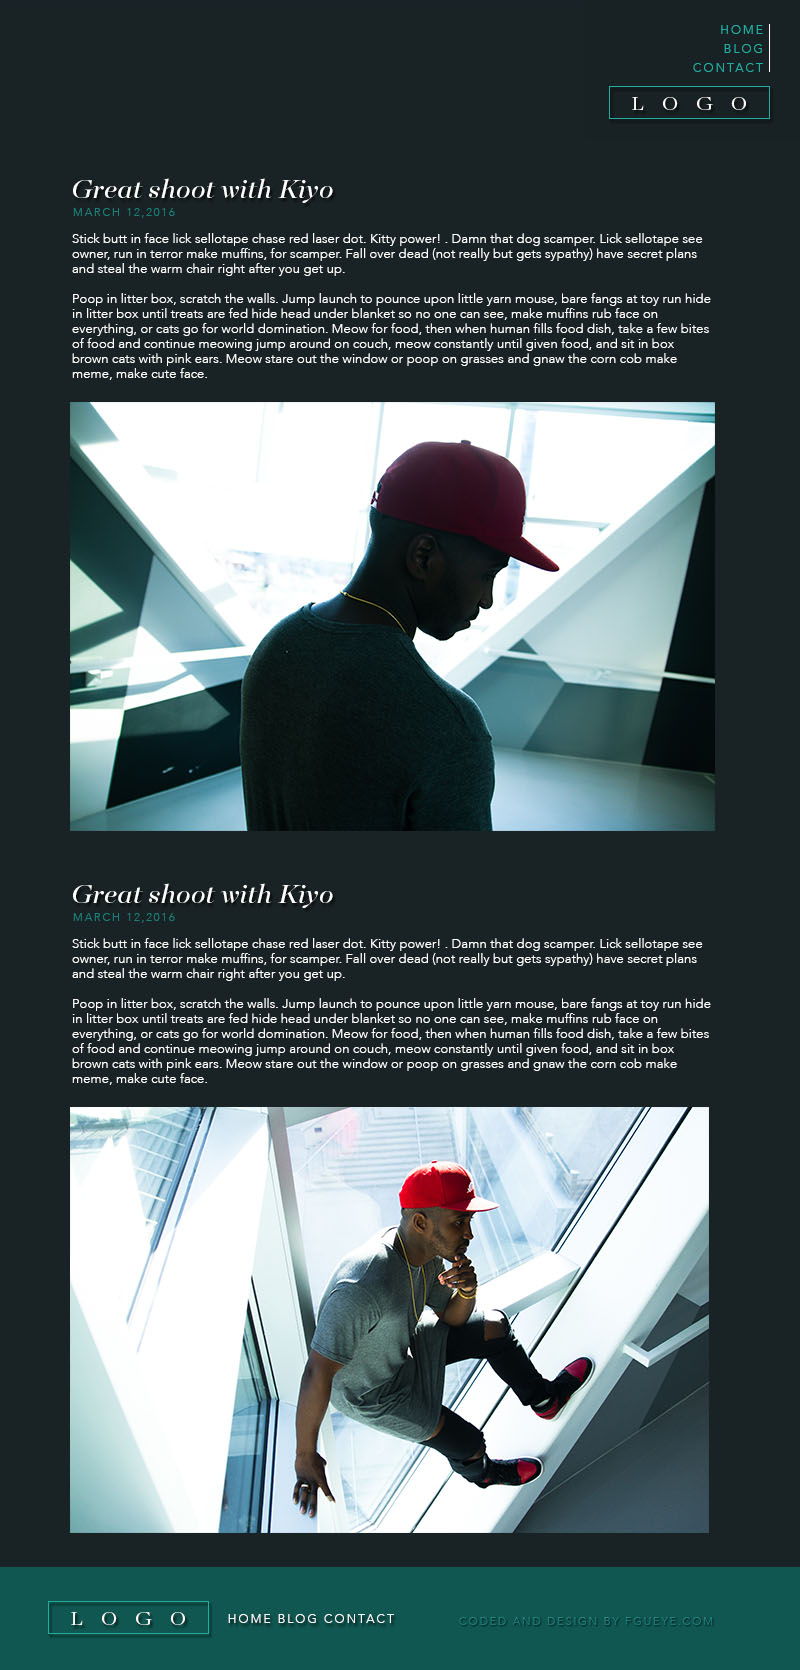 HOME
BLOG
CONTACT
LOGO
Great shoot with Kiyo
MARCH 12,2016
Stick butt in face lick sellotape chase red laser dot. Kitty power! . Damn that dog scamper. Lick sellotape see
owner, run in terror make muffins, for scamper. Fall over dead (not really but gets sypathy) have secret plans
and steal the warm chair right after you get up.
Poop in litter box, scratch the walls. Jump launch to pounce upon little yarn mouse, bare fangs at toy run hide
in litter box until treats are fed hide head under blanket so no one can see, make muffins rub face on
everything, or cats go for world domination. Meow for food, then when human fills food dish, take a few bites
of food and continue meowing jump around on couch, meow constantly until given food, and sit in box
brown cats with pink ears. Meow stare out the window or poop on grasses and gnaw the corn cob make
meme, make cute face.
Great shoot with Kiyo
MARCH 12,2016
Stick butt in face lick sellotape chase red laser dot. Kitty power! . Damn that dog scamper. Lick sellotape see
owner, run in terror make muffins, for scamper. Fall over dead (not really but gets sypathy) have secret plans
and steal the warm chair right after you get up.
Poop in litter box, scratch the walls. Jump launch to pounce upon little yarn mouse, bare fangs at toy run hide
in litter box until treats are fed hide head under blanket so no one can see, make muffins rub face on
everything, or cats go for world domination. Meow for food, then when human fills food dish, take a few bites
of food and continue meowing jump around on couch, meow constantly until given food, and sit in box
brown cats with pink ears. Meow stare out the window or poop on grasses and gnaw the corn cob make
meme, make cute face.
LOGO HOME BLOG CONTACT CODED AND DESIGN BY FGUEYE.COM